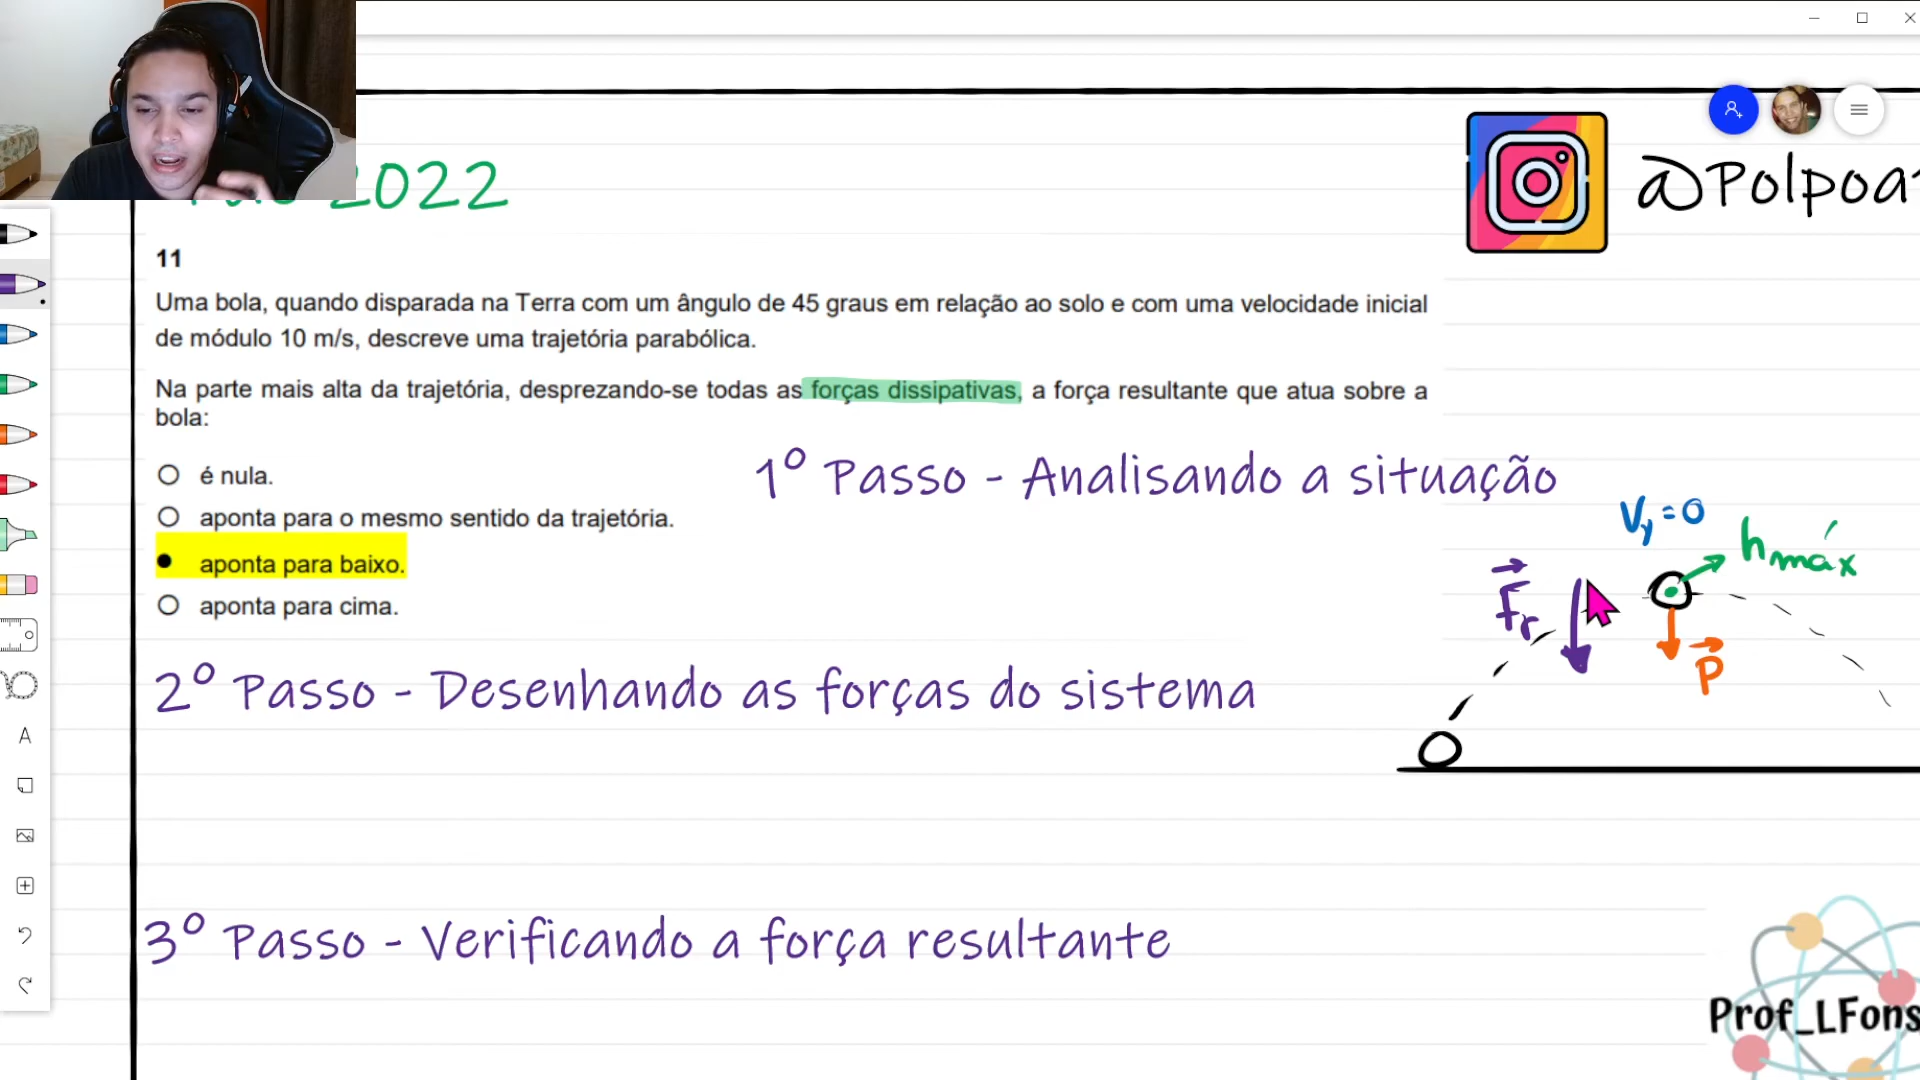 2022
@Polpoa
11
Uma bola, quando disparada na Terra com um ângulo de 45 graus em relação ao solo e com uma velocidade inicial
de módulo 10 m/s, descreve uma trajetória parabólica.
Na parte mais alta da trajetória, desprezando-se todas as forças dissipativas, a força resultante que atua sobre a
bola:
é nula.
aponta para o mesmo sentido da trajetória.
aponta para baixo.
aponta para cima.
1º Passo - Analisando a situação
Vy = 0
hmáx
Fr
P
2º Passo - Desenhando as forças do sistema
3º Passo - Verificando a força resultante
Prof_LFons
A